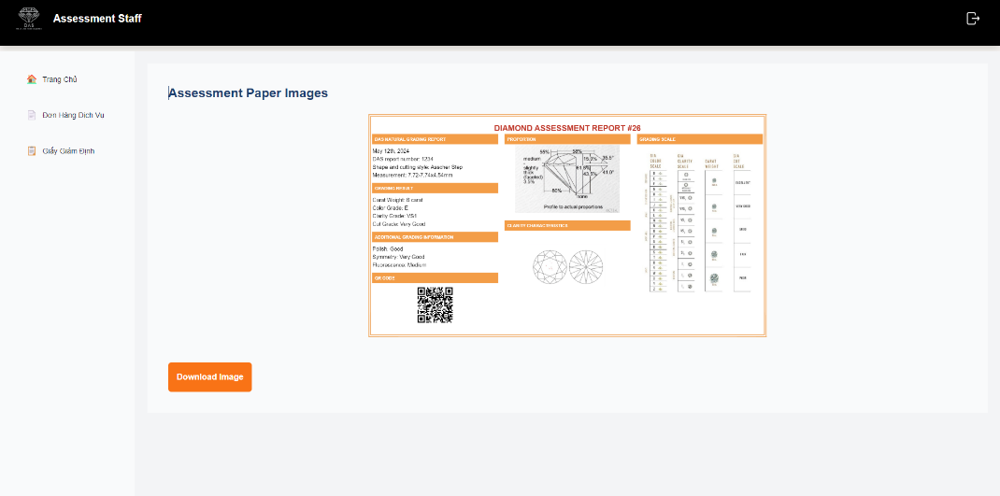 DAS
Assessment Staff
Trang Chủ
Đơn Hàng Dịch Vu
Giấy Giám Định
Assessment Paper Images
DIAMOND ASSESSMENT REPORT #26
DAS NATURAL GRADING REPORT
May 12th, 2024
DAS report number: 1234
Shape and cutting style: Asscher Step
Measurement: 7.72-7.74x4.54mm
GRADING RESULT
Carat Weight: 8 carat
Color Grade: E
Clarity Grade: VS1
Cut Grade: Very Good
ADDITIONAL GRADING INFORMATION
Polish: Good
Symmetry: Very Good
Fluorescence: Medium
QR CODE
PROPORTION
55%
58%
medium
-
slightly
thick
(faceted)
3.5%
15.0%
35.5°
61.6%
43.5%
41.0°
80%
none
Profile to actual proportions
CLARITY CHARACTERISTICS
GRADING SCALE
GIA
COLOR
SCALE
GIA
CLARITY
SCALE
CARAT
WEIGHT
GIA
CUT
SCALE
EXCELLENT
VERY GOOD
GOOD
FAIR
POOR
Download Image